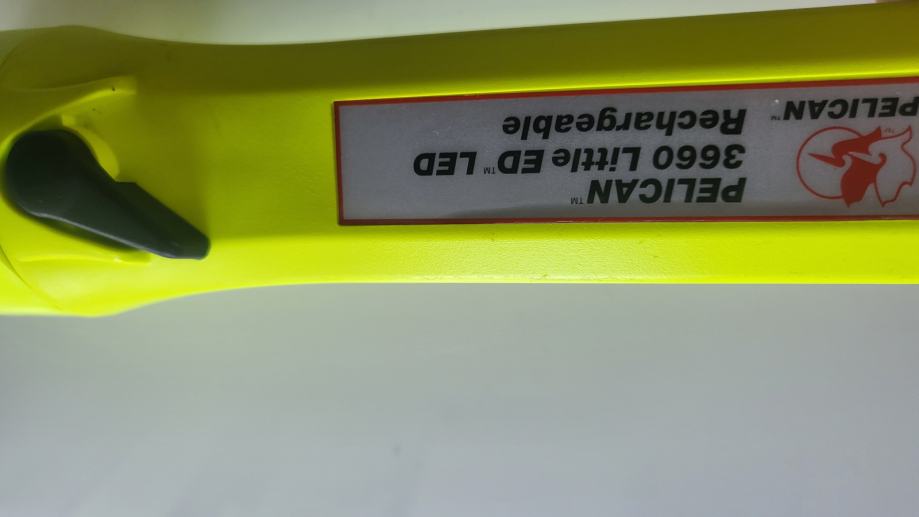 PELICAN™
PELICAN™
3660 Little ED™ LED
Rechargeable